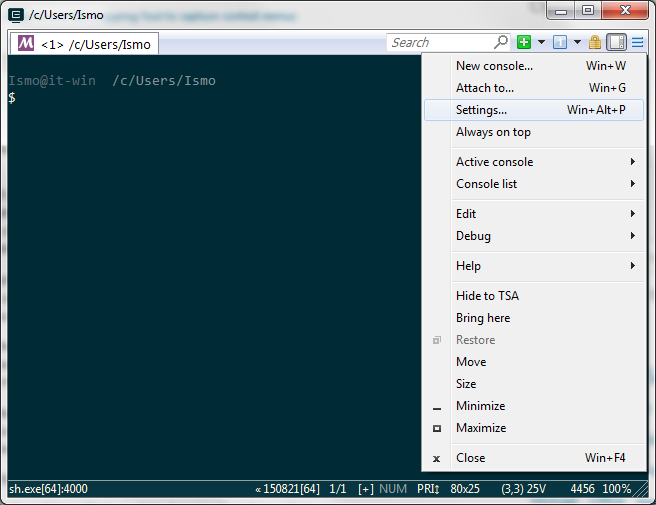 /c/Users/Ismo
<1> /c/Users/Ismo
Search
Ismo@it-win /c/Users/Ismo
$
New console... Win+W
Attach to... Win+G
Settings... Win+Alt+P
Always on top
Active console
Console list
Edit
Debug
Help
Hide to TSA
Bring here
Restore
Move
Size
Minimize
Maximize
Close Win+F4
sh.exe[64]:4000 «150821[64] 1/1 [+] NUM PRI↕ 80x25 (3,3) 25V 4456 100%